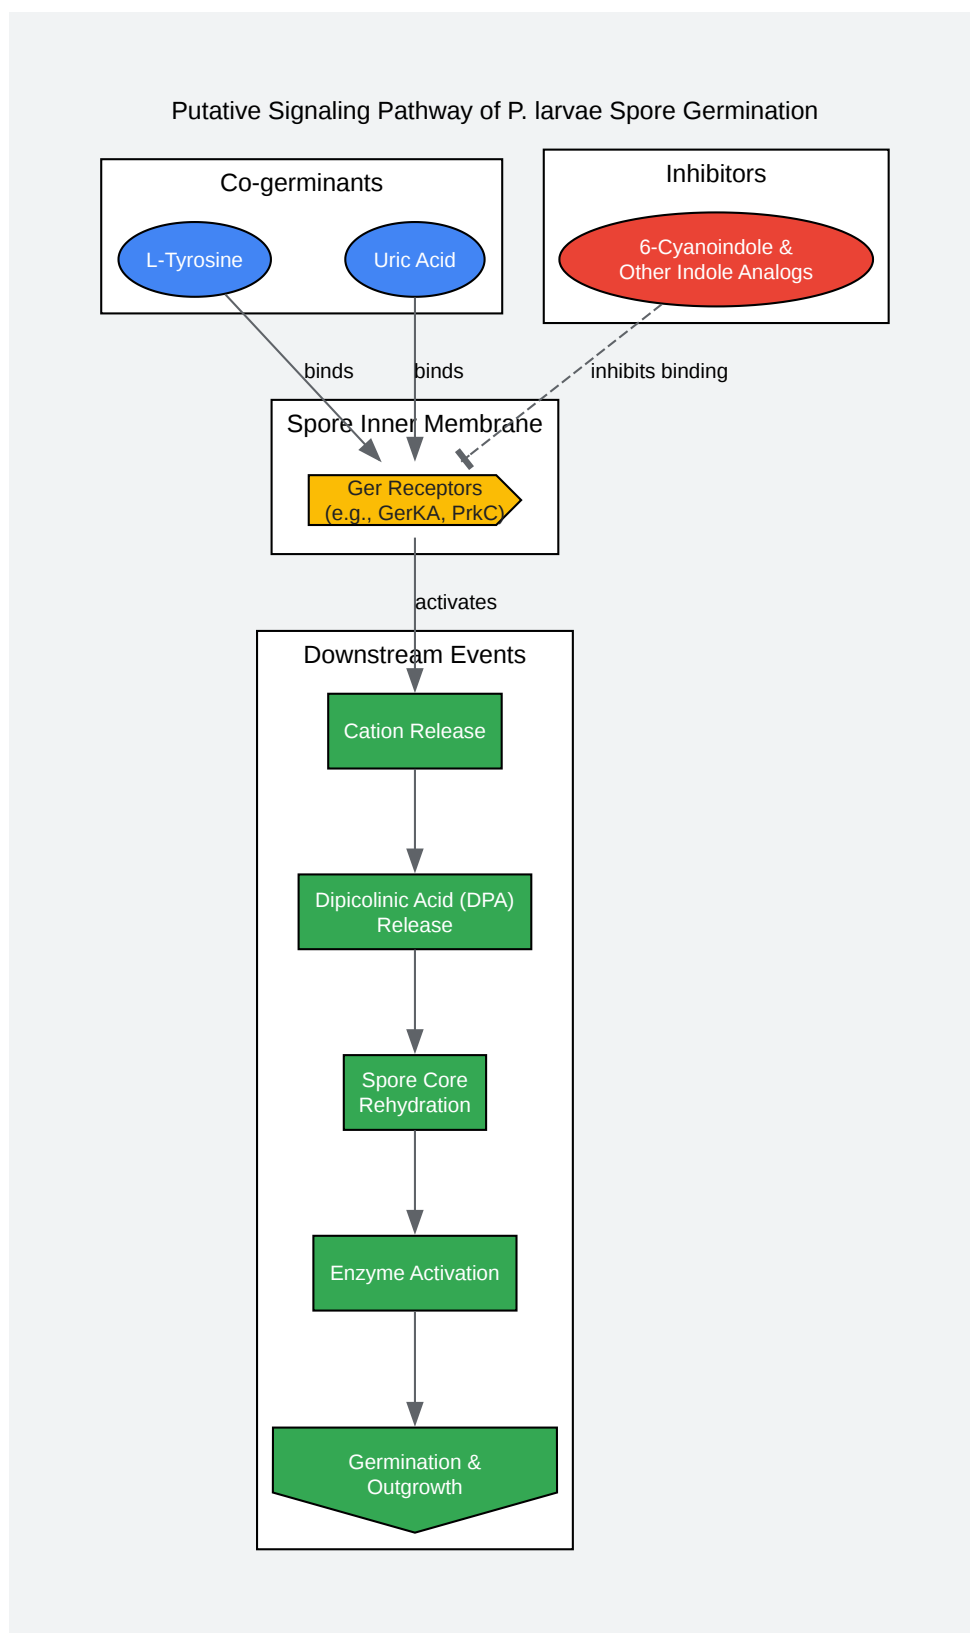 Putative Signaling Pathway of P. larvae Spore Germination
Co-germinants
Inhibitors
L-Tyrosine
Uric Acid
6-Cyanoindole &
Other Indole Analogs
binds
binds
inhibits binding
Spore Inner Membrane
Ger Receptors
(e.g., GerKA, PrkC)
activates
Downstream Events
Cation Release
Dipicolinic Acid (DPA)
Release
Spore Core
Rehydration
Enzyme Activation
Germination &
Outgrowth